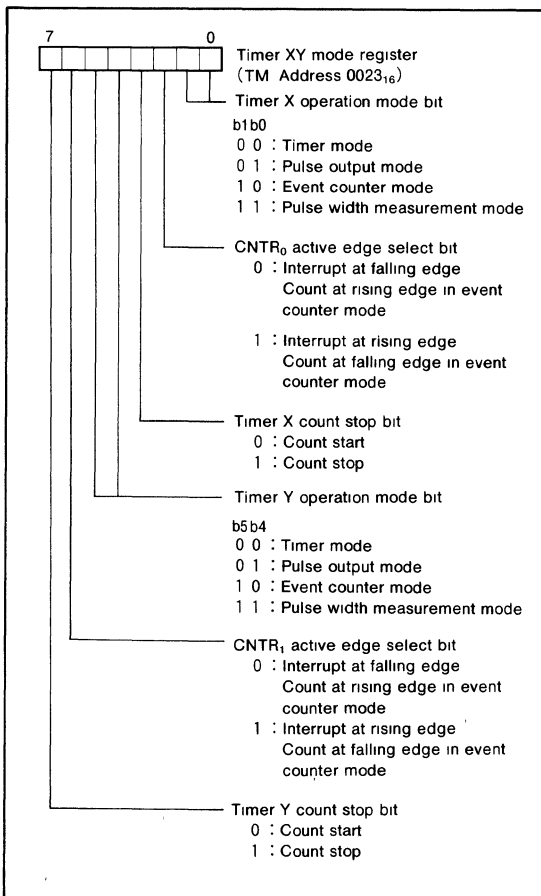 7 0
Timer XY mode register
(TM Address 0023₁₆)
Timer X operation mode bit
b1b0
0 0 : Timer mode
0 1 : Pulse output mode
1 0 : Event counter mode
1 1 : Pulse width measurement mode
CNTR₀ active edge select bit
0 : Interrupt at falling edge
Count at rising edge in event
counter mode
1 : Interrupt at rising edge
Count at falling edge in event
counter mode
Timer X count stop bit
0 : Count start
1 : Count stop
Timer Y operation mode bit
b5b4
0 0 : Timer mode
0 1 : Pulse output mode
1 0 : Event counter mode
1 1 : Pulse width measurement mode
CNTR₁ active edge select bit
0 : Interrupt at falling edge
Count at rising edge in event
counter mode
1 : Interrupt at rising edge
Count at falling edge in event
counter mode
Timer Y count stop bit
0 : Count start
1 : Count stop